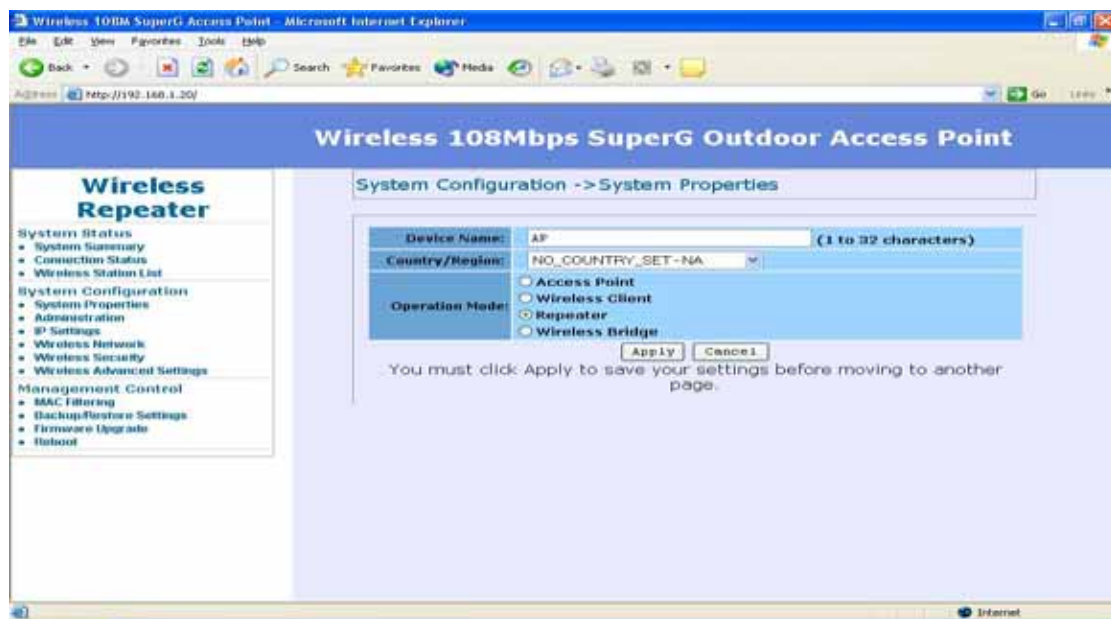 Wireless 108M SuperG Access Point - Microsoft Internet Explorer
File Edit View Favorites Tools Help
Back Search Favorites Media
Address http://192.168.1.20/ Go Links
Wireless 108Mbps SuperG Outdoor Access Point
Wireless
Repeater
System Status
System Summary
Connection Status
Wireless Station List
System Configuration
System Properties
Administration
IP Settings
Wireless Network
Wireless Security
Wireless Advanced Settings
Management Control
MAC Filtering
Backup/Restore Settings
Firmware Upgrade
Reboot
System Configuration ->System Properties
Device Name: AP (1 to 32 characters)
Country/Region: NO_COUNTRY_SET-NA
Operation Mode:
Access Point
Wireless Client
Repeater
Wireless Bridge
Apply Cancel
You must click Apply to save your settings before moving to another
page.
Internet